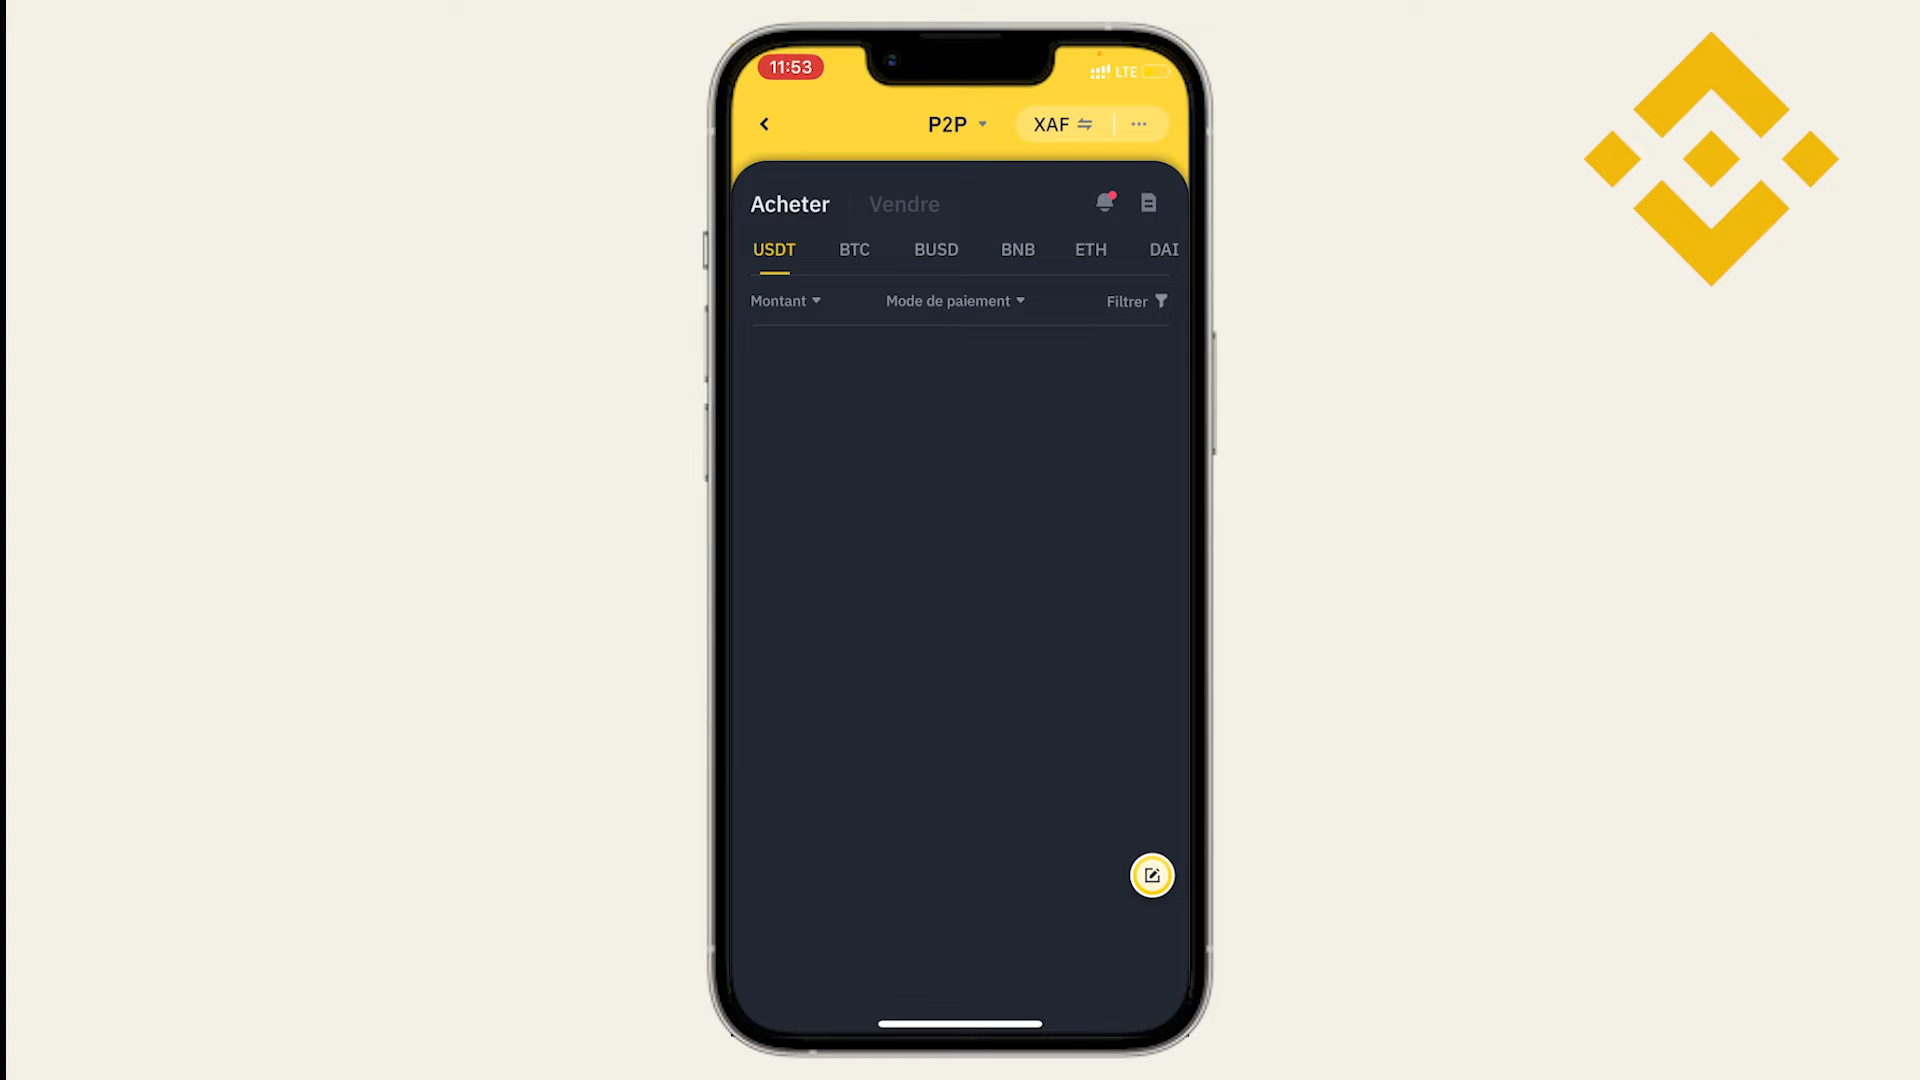 11:53 LTE
P2P XAF
Acheter Vendre
USDT BTC BUSD BNB ETH DAI
Montant Mode de paiement Filtrer